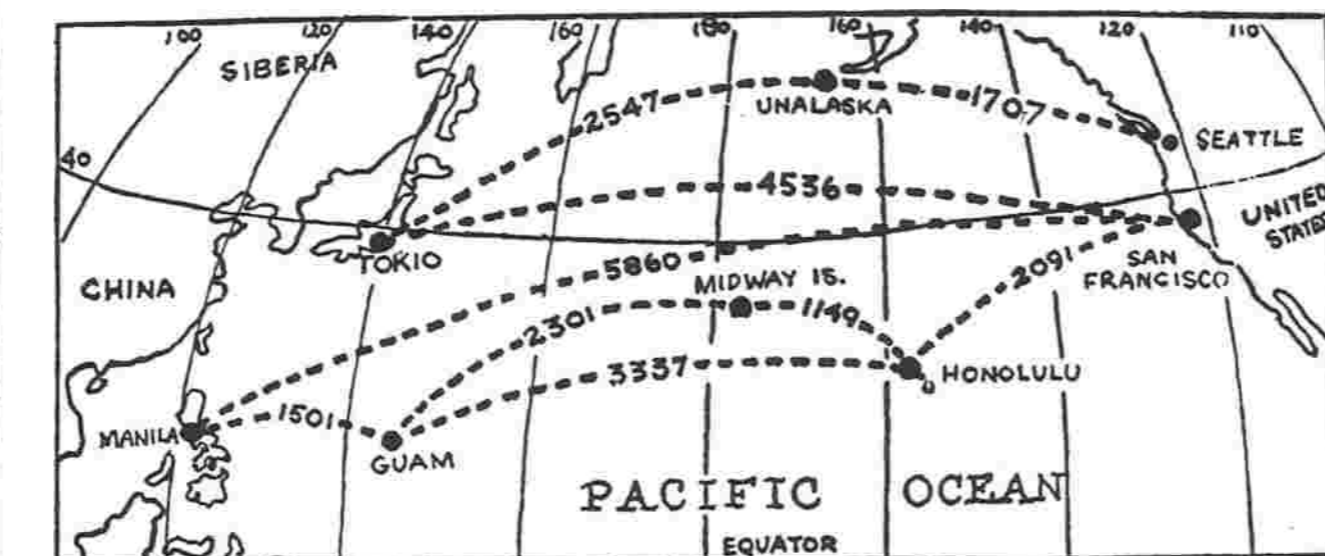 100 120 140 160 180 160 140 120 110
SIBERIA
2547
UNALASKA
1707
SEATTLE
40
4536
UNITED
STATES
TOKIO
5860
SAN
FRANCISCO
CHINA
MIDWAY IS.
2091
2301
1149
3337
HONOLULU
1501
MANILA
GUAM
PACIFIC OCEAN
EQUATOR